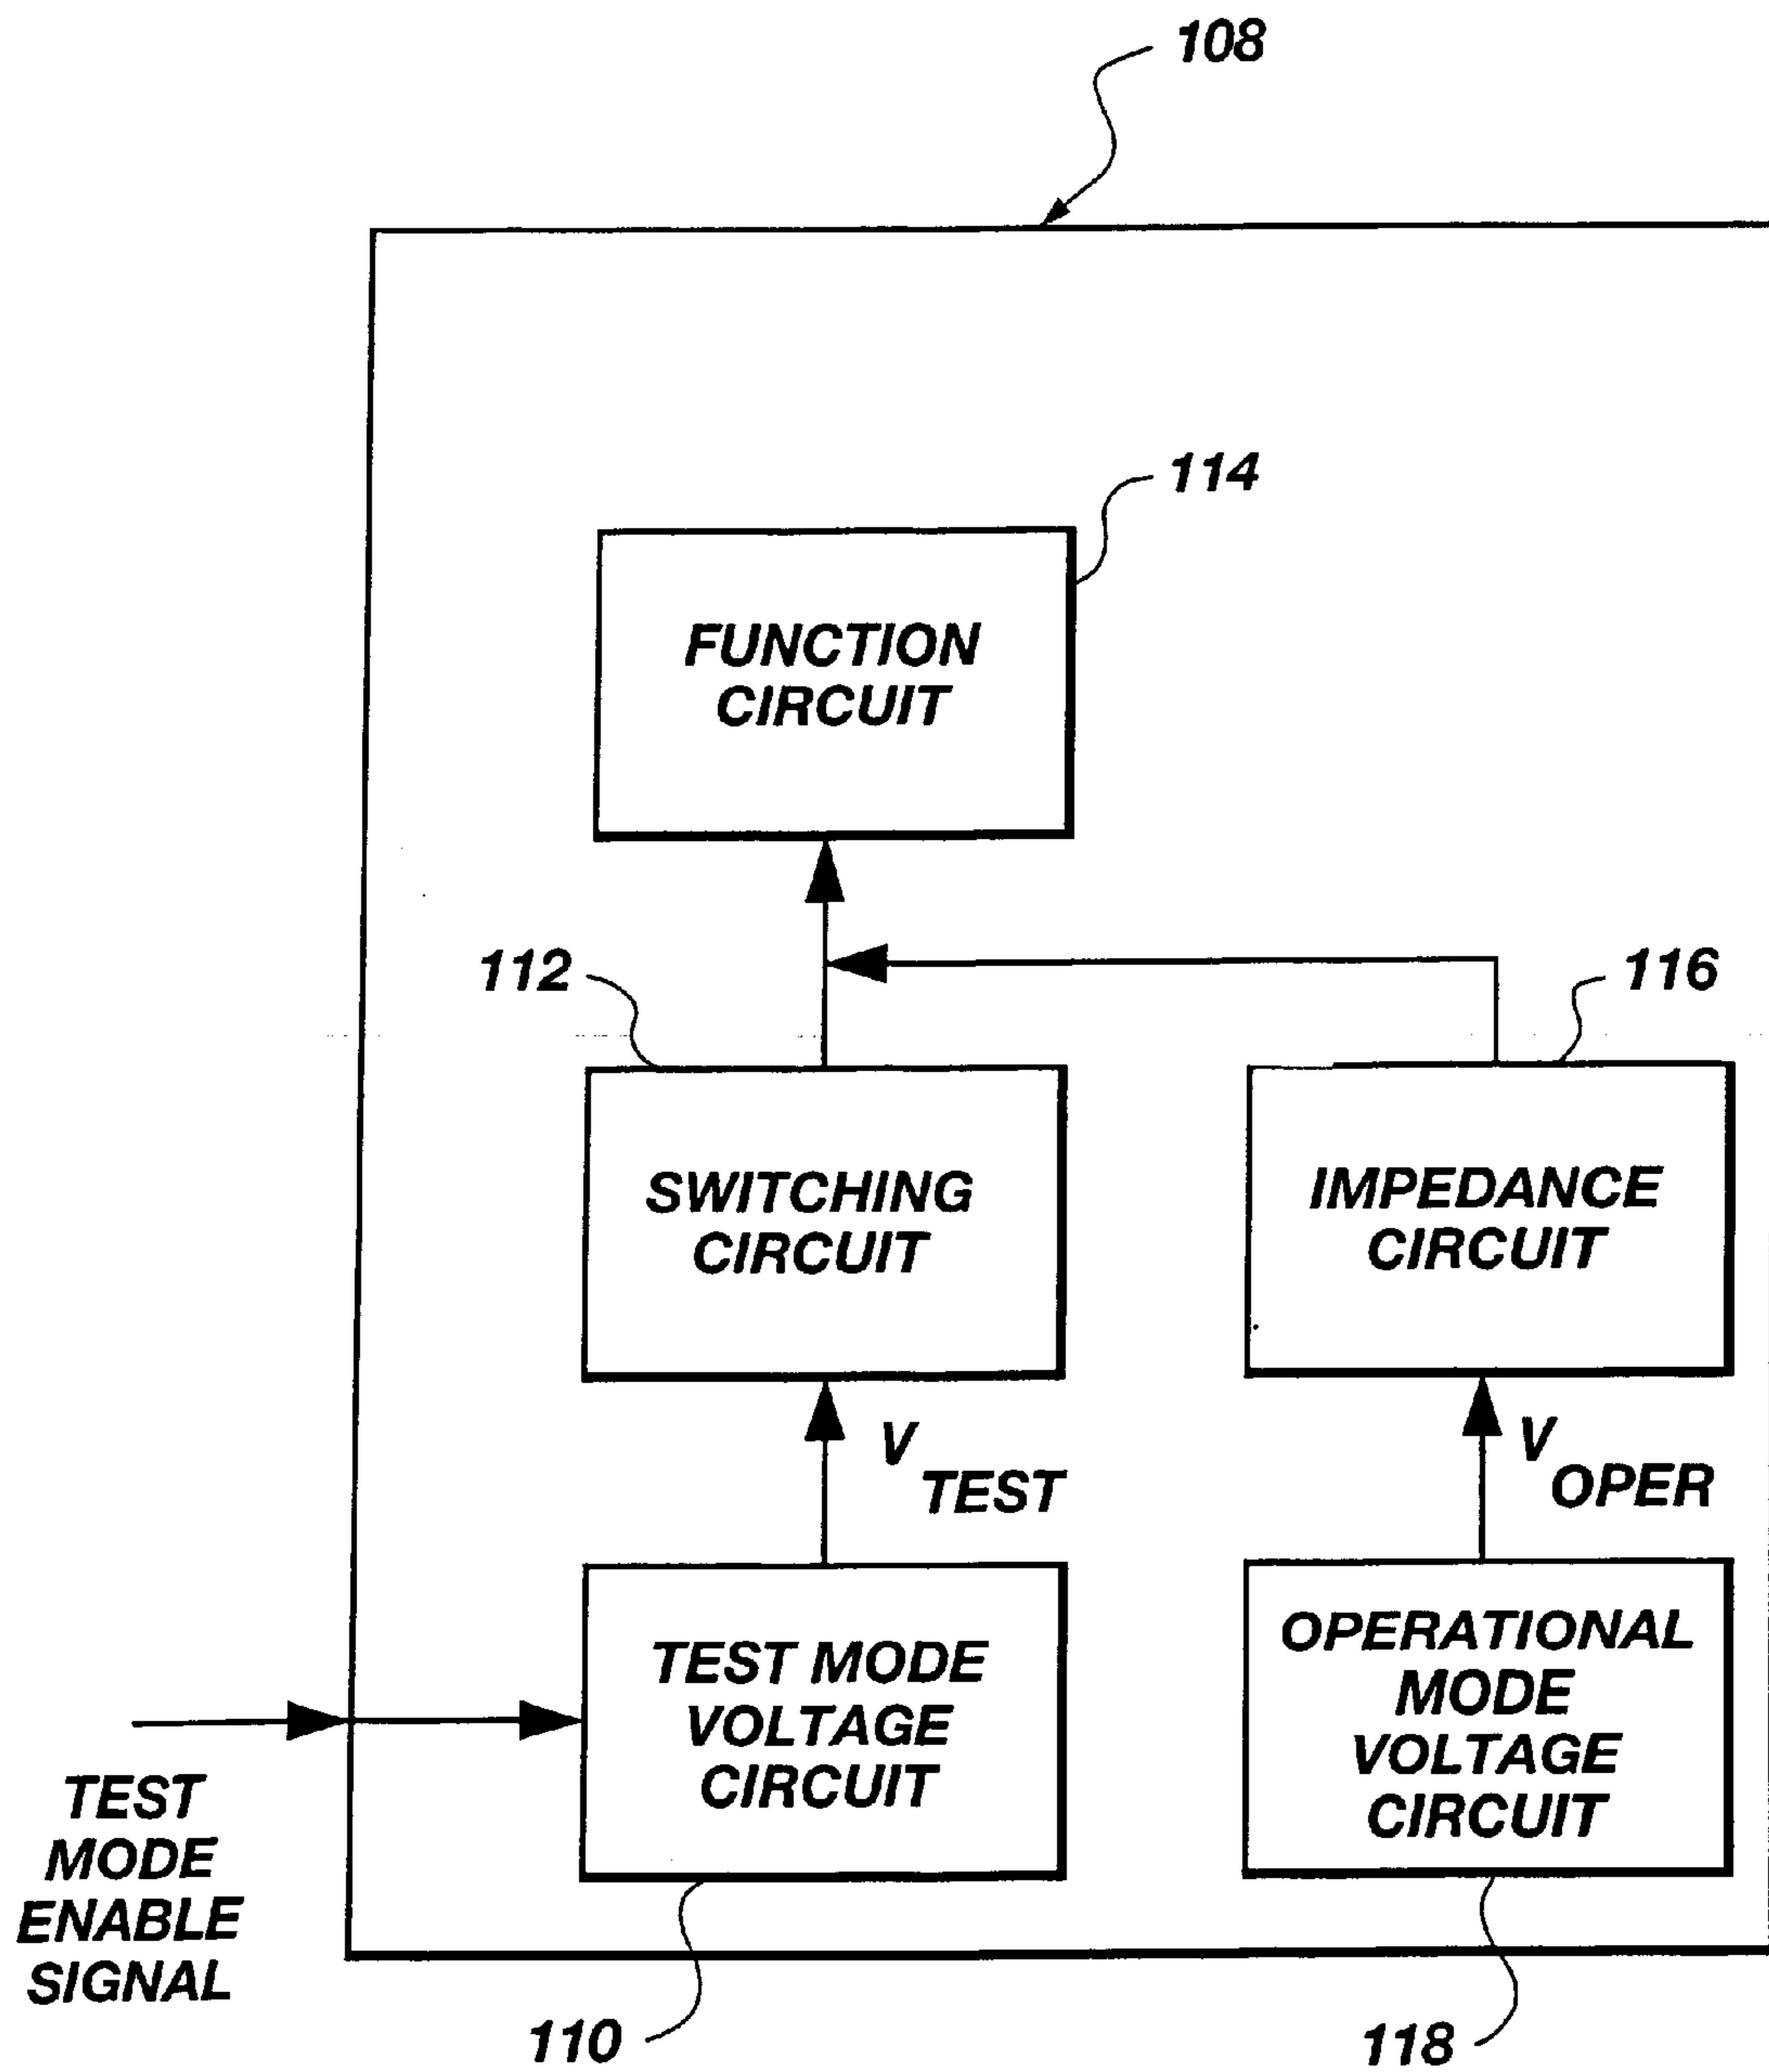 108
114
FUNCTION
CIRCUIT
112
116
SWITCHING
CIRCUIT
IMPEDANCE
CIRCUIT
V TEST
V OPER
TEST MODE
VOLTAGE
CIRCUIT
OPERATIONAL
MODE
VOLTAGE
CIRCUIT
TEST
MODE
ENABLE
SIGNAL
110
118